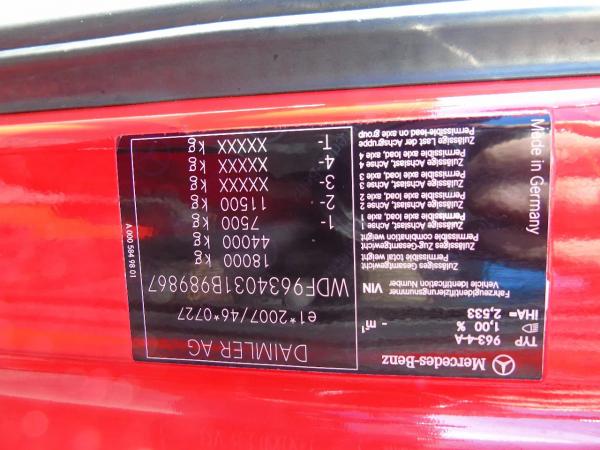 Mercedes-Benz
TYP 963-4-A
1,00 %
IHA= 2,533 - m⁻¹
DAIMLER AG
e1*2007/46*0727
Fahrzeugidentifizierungsnummer
Vehicle Identification Number
VIN
WDF9634031B989867
Zulässiges Gesamtgewicht
Permissible total weight
18000 kg
Zulässiges Zug-Gesamtgewicht
Permissible combination weight
44000 kg
Zulässige Achslast, Achse 1
Permissible axle load, axle 1
1- 7500 kg
Zulässige Achslast, Achse 2
Permissible axle load, axle 2
2- 11500 kg
Zulässige Achslast, Achse 3
Permissible axle load, axle 3
3- XXXXX kg
Zulässige Achslast, Achse 4
Permissible axle load, axle 4
4- XXXXX kg
Zulässige Last der Achsgruppe
Permissible load on axle group
T- XXXXX kg
Made in Germany
A 000 584 98 01